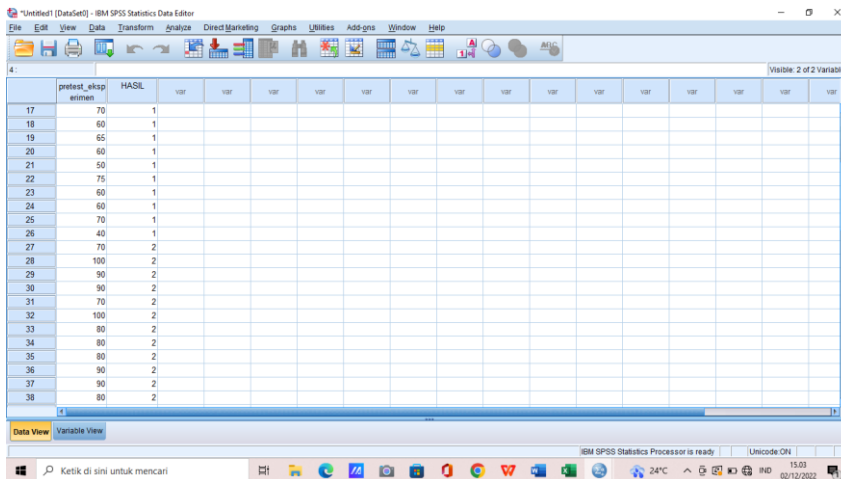 *Untitled1 [DataSet0] - IBM SPSS Statistics Data Editor
File Edit View Data Transform Analyze Direct Marketing Graphs Utilities Add-ons Window Help
4 :
Visible: 2 of 2 Variabl
pretest_eksp erimen HASIL var var var var var var var var var var var var var var
17 70 1
18 60 1
19 65 1
20 60 1
21 50 1
22 75 1
23 60 1
24 60 1
25 70 1
26 40 1
27 70 2
28 100 2
29 90 2
30 90 2
31 70 2
32 100 2
33 80 2
34 80 2
35 80 2
36 90 2
37 90 2
38 80 2
Data View Variable View
IBM SPSS Statistics Processor is ready Unicode:ON
Ketik di sini untuk mencari 24°C IND 15.03
02/12/2022